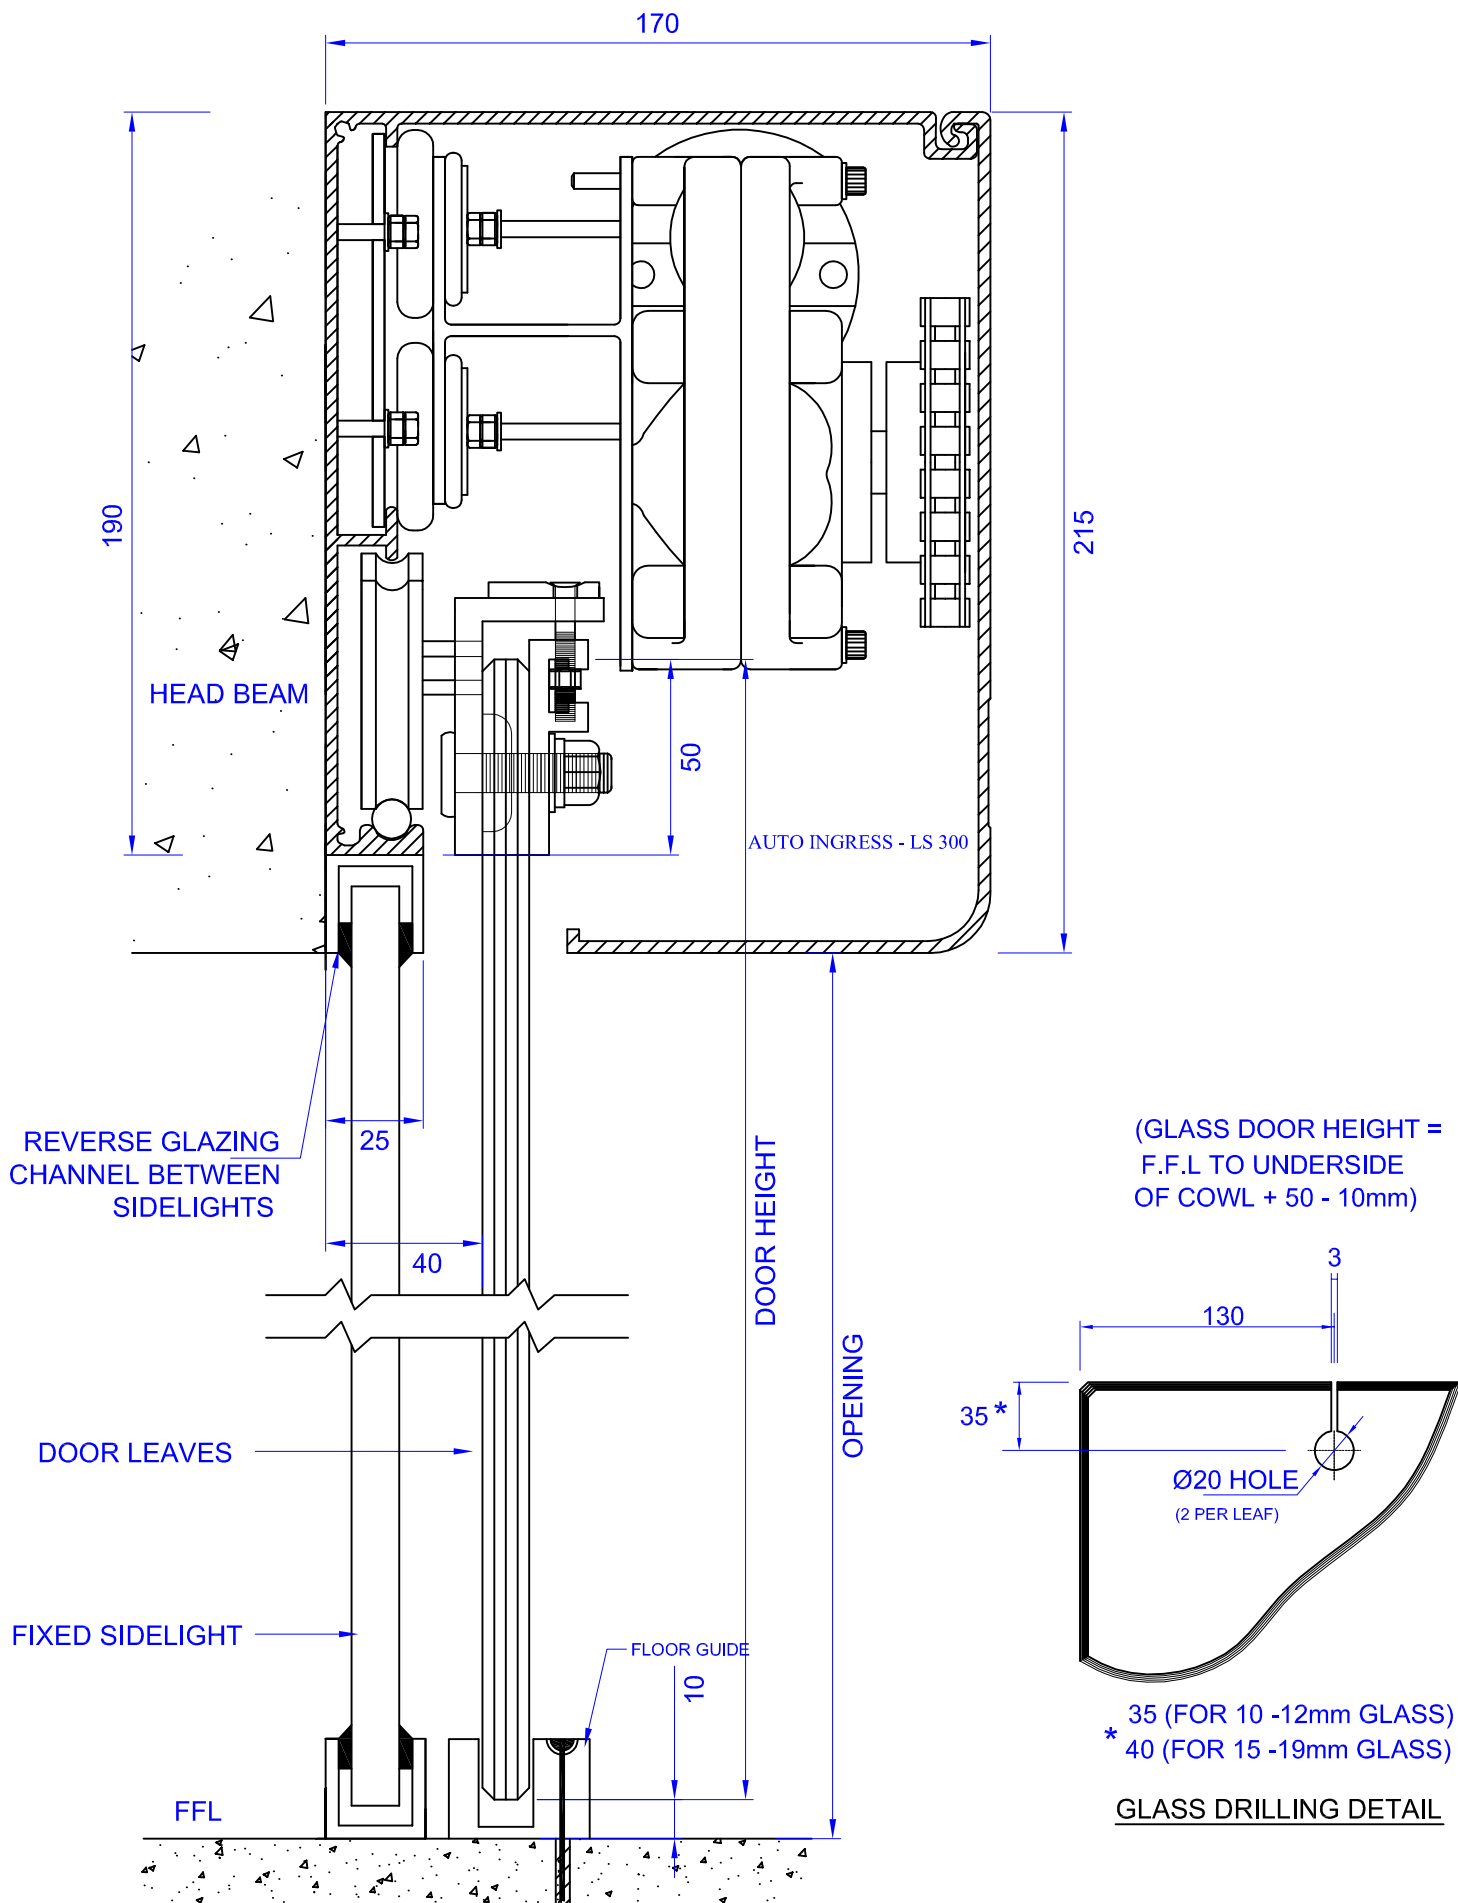 170
190
215
HEAD BEAM
50
AUTO INGRESS - LS 300
25
REVERSE GLAZING
CHANNEL BETWEEN
SIDELIGHTS
40
DOOR HEIGHT
OPENING
(GLASS DOOR HEIGHT =
F.F.L TO UNDERSIDE
OF COWL + 50 - 10mm)
3
130
35 *
Ø20 HOLE
(2 PER LEAF)
DOOR LEAVES
FIXED SIDELIGHT
FLOOR GUIDE
10
FFL
35 (FOR 10 -12mm GLASS)
* 40 (FOR 15 -19mm GLASS)
GLASS DRILLING DETAIL